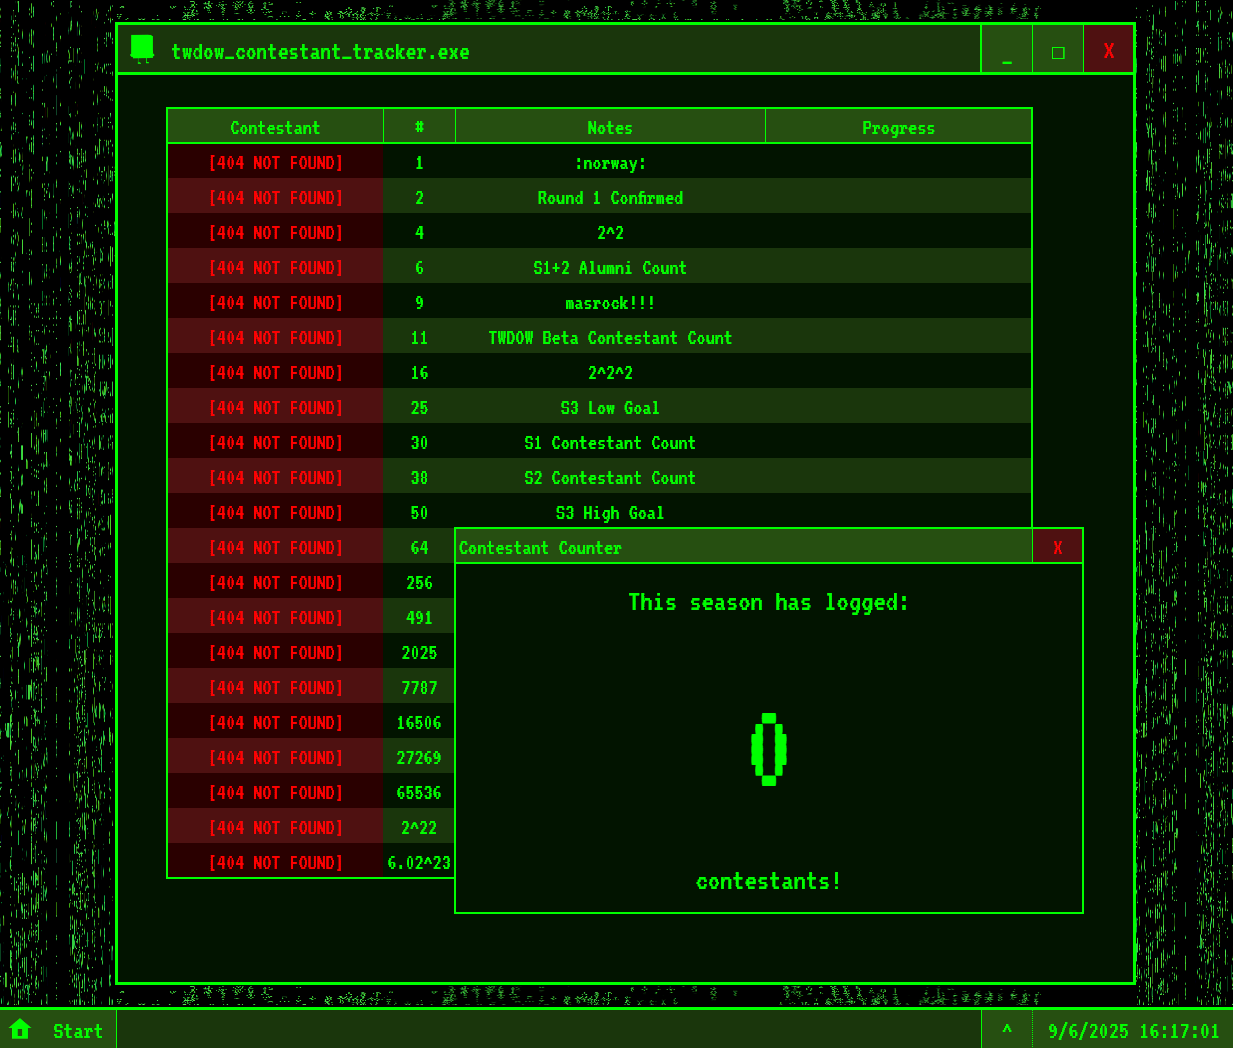 twdow_contestant_tracker.exe _ □ X
Contestant # Notes Progress
[404 NOT FOUND] 1 :norway:
[404 NOT FOUND] 2 Round 1 Confirmed
[404 NOT FOUND] 4 2^2
[404 NOT FOUND] 6 S1+2 Alumni Count
[404 NOT FOUND] 9 masrock!!!
[404 NOT FOUND] 11 TWDOW Beta Contestant Count
[404 NOT FOUND] 16 2^2^2
[404 NOT FOUND] 25 S3 Low Goal
[404 NOT FOUND] 30 S1 Contestant Count
[404 NOT FOUND] 38 S2 Contestant Count
[404 NOT FOUND] 50 S3 High Goal
[404 NOT FOUND] 64
[404 NOT FOUND] 256
[404 NOT FOUND] 491
[404 NOT FOUND] 2025
[404 NOT FOUND] 7787
[404 NOT FOUND] 16506
[404 NOT FOUND] 27269
[404 NOT FOUND] 65536
[404 NOT FOUND] 2^22
[404 NOT FOUND] 6.02^23
Contestant Counter X
This season has logged:
0
contestants!
Start ^ 9/6/2025 16:17:01